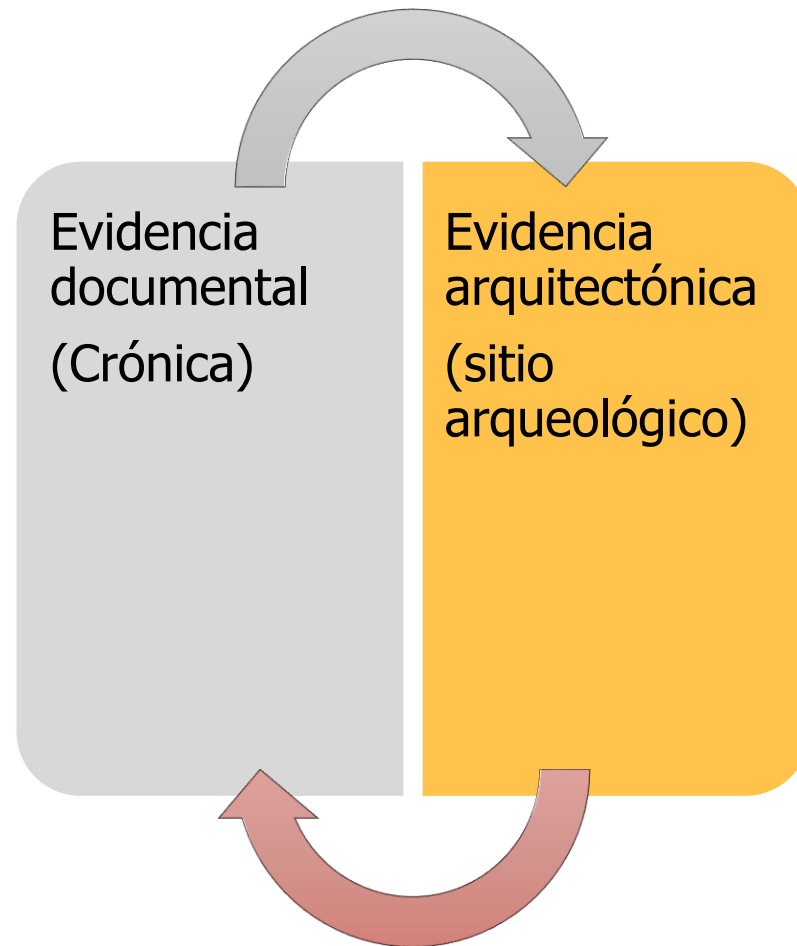 Evidencia
documental
(Crónica)
Evidencia
arquitectónica
(sitio
arqueológico)